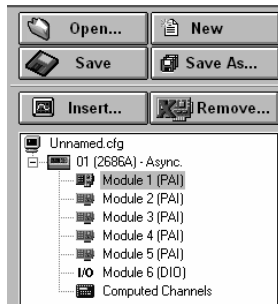 Open... New
Save Save As...
Insert... Remove...
Unnamed.cfg
01 (2686A) - Async.
Module 1 (PAI)
Module 2 (PAI)
Module 3 (PAI)
Module 4 (PAI)
Module 5 (PAI)
I/O Module 6 (DIO)
Computed Channels